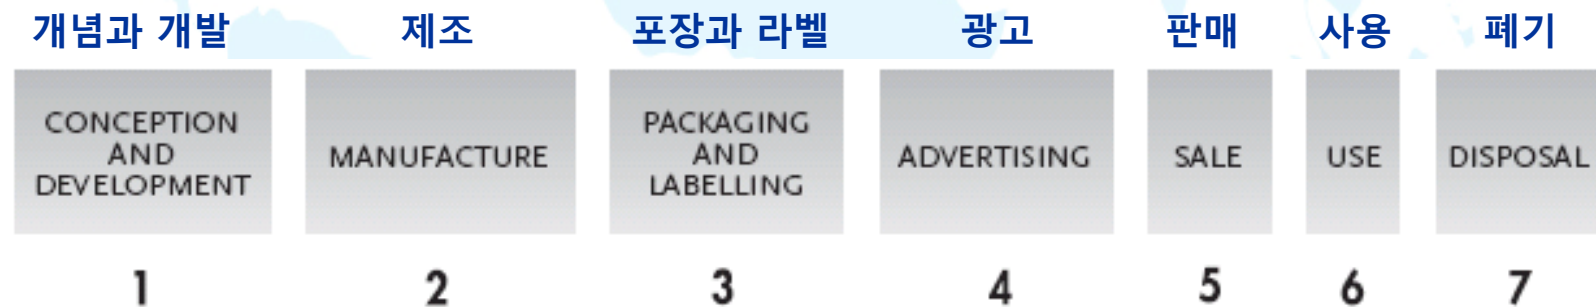 개념과 개발
제조
포장과 라벨
광고
판매
사용
폐기
CONCEPTION
AND
DEVELOPMENT
MANUFACTURE
PACKAGING
AND
LABELLING
ADVERTISING
SALE
USE
DISPOSAL
1
2
3
4
5
6
7